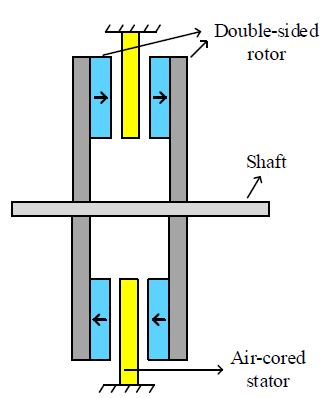 Double-sided
rotor
Shaft
Air-cored
stator